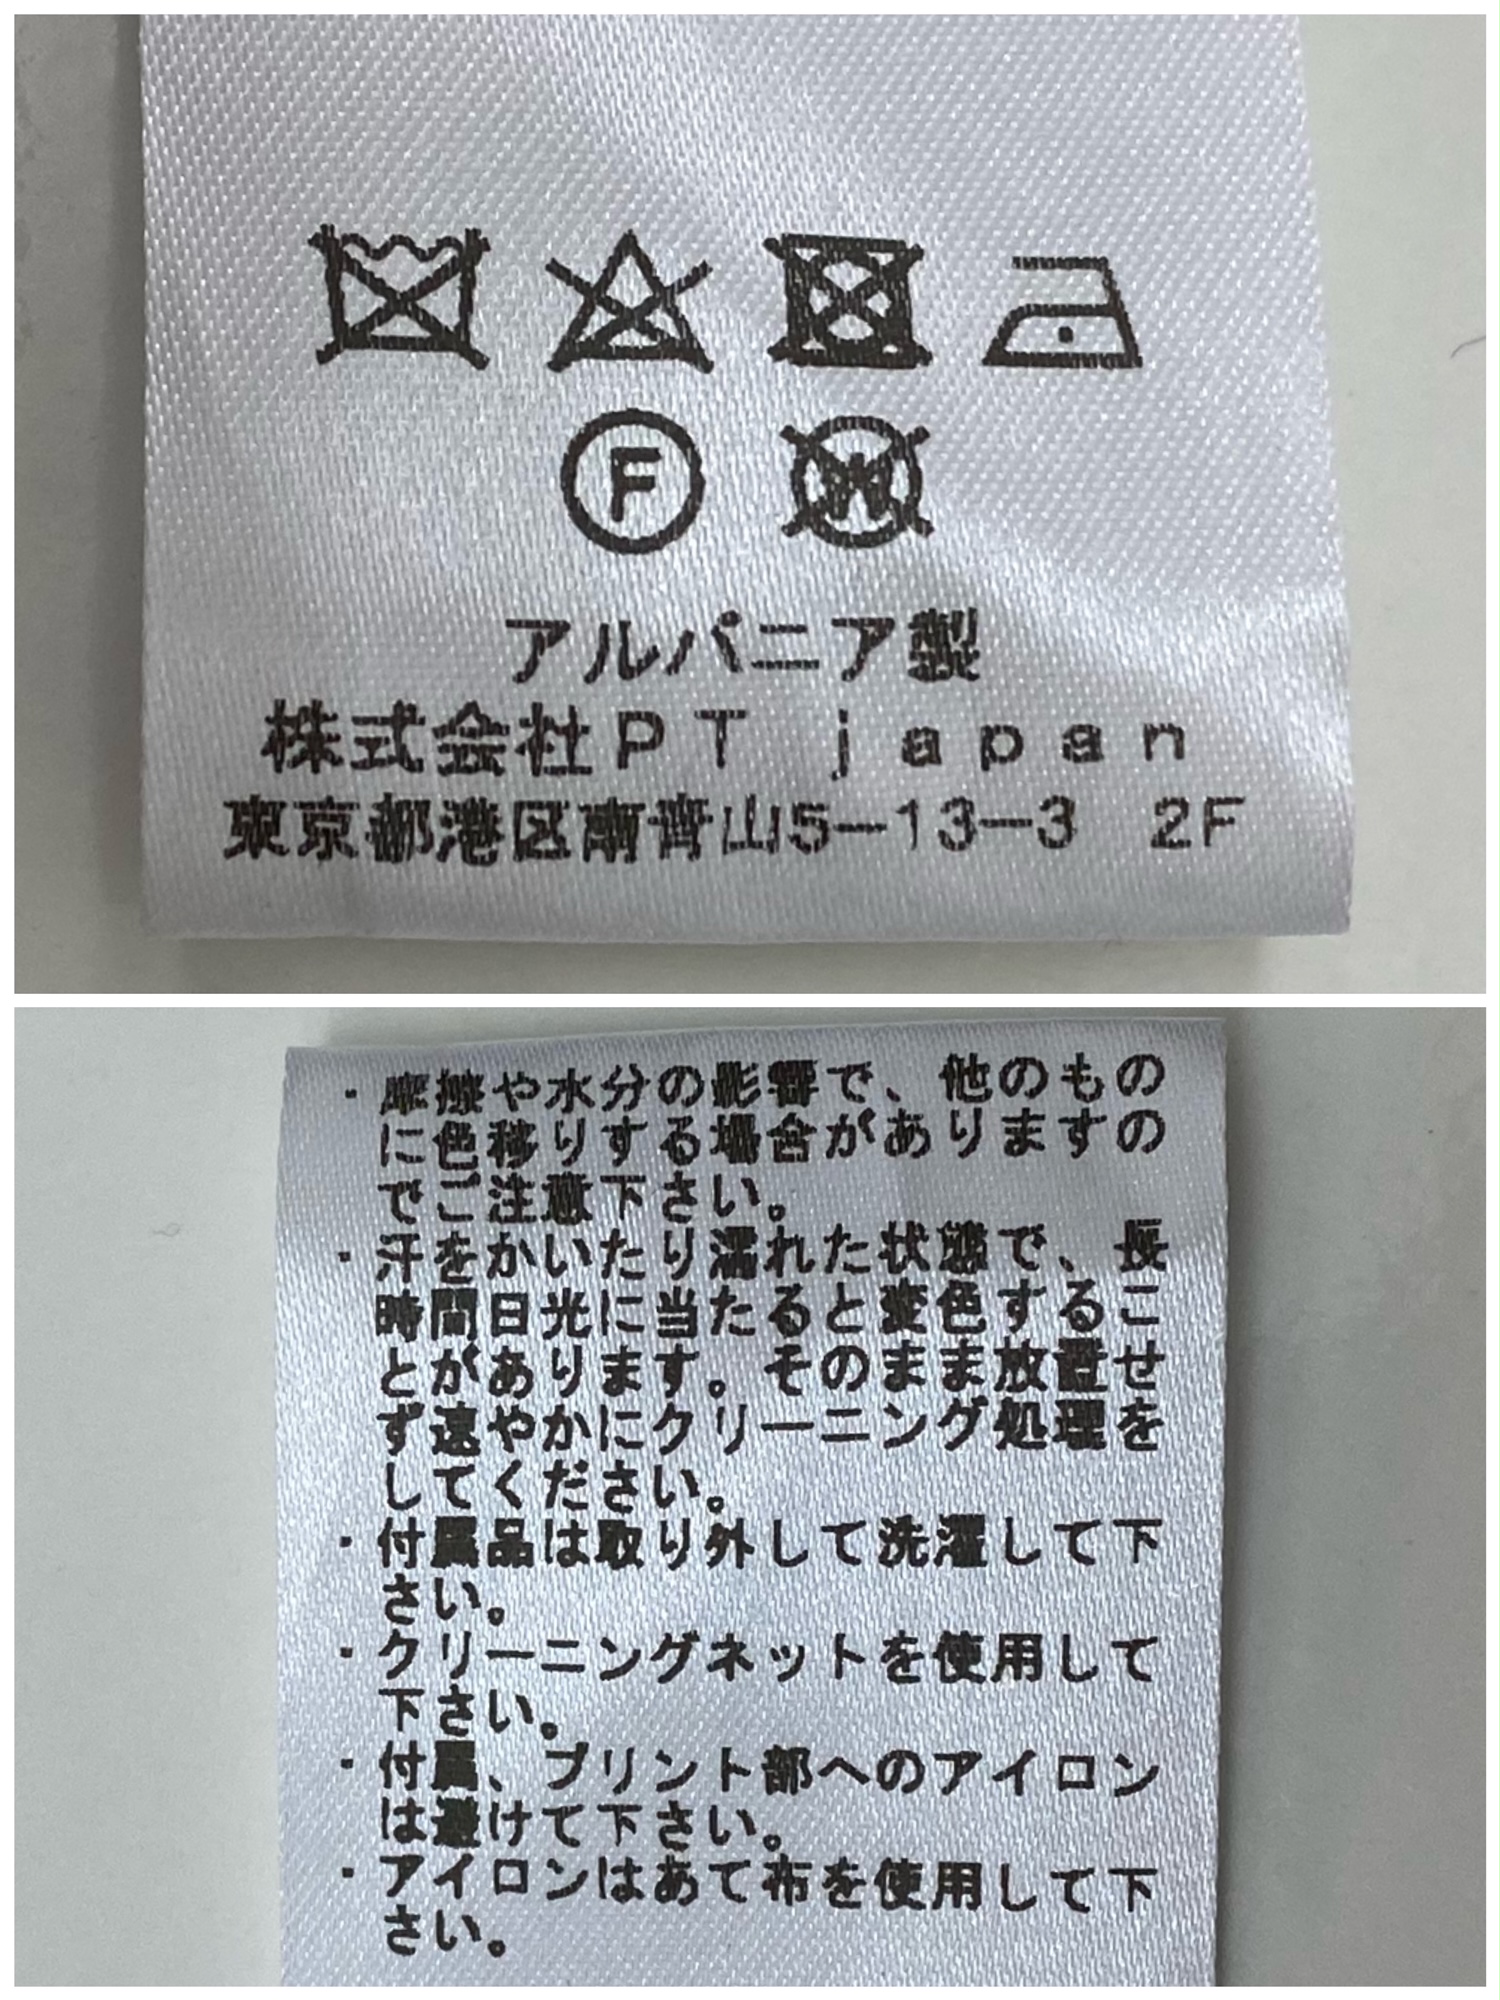 F
W
アルバニア製
株式会社PT japan
東京都港区南青山5-13-3 2F
・摩擦や水分の影響で、他のもの
に色移りする場合がありますの
でご注意下さい。
・汗をかいたり濡れた状態で、長
時間日光に当たると変色するこ
とがあります。そのまま放置せ
ず速やかにクリーニング処理を
してください。
・付属品は取り外して洗濯して下
さい。
・クリーニングネットを使用して
下さい。
・付属、プリント部へのアイロン
は避けて下さい。
・アイロンはあて布を使用して下
さい。